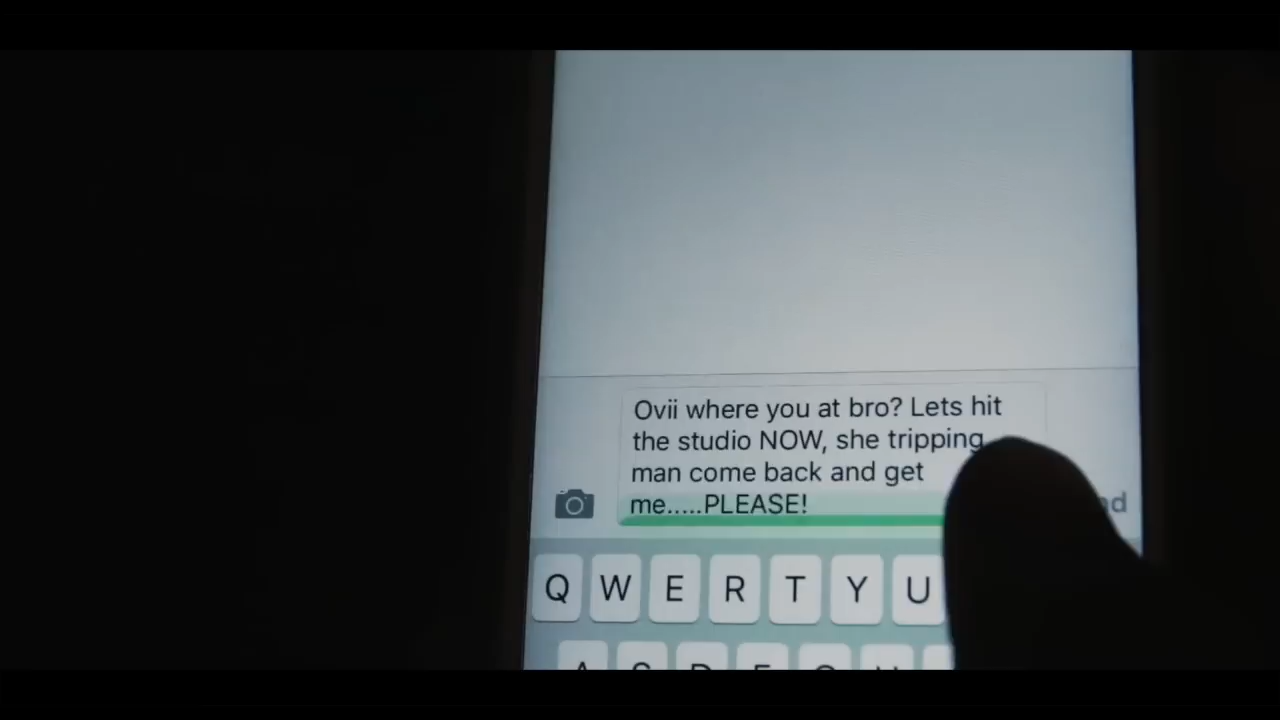 Ovii where you at bro? Lets hit
the studio NOW, she tripping
man come back and get
me.....PLEASE!
Q W E R T Y U